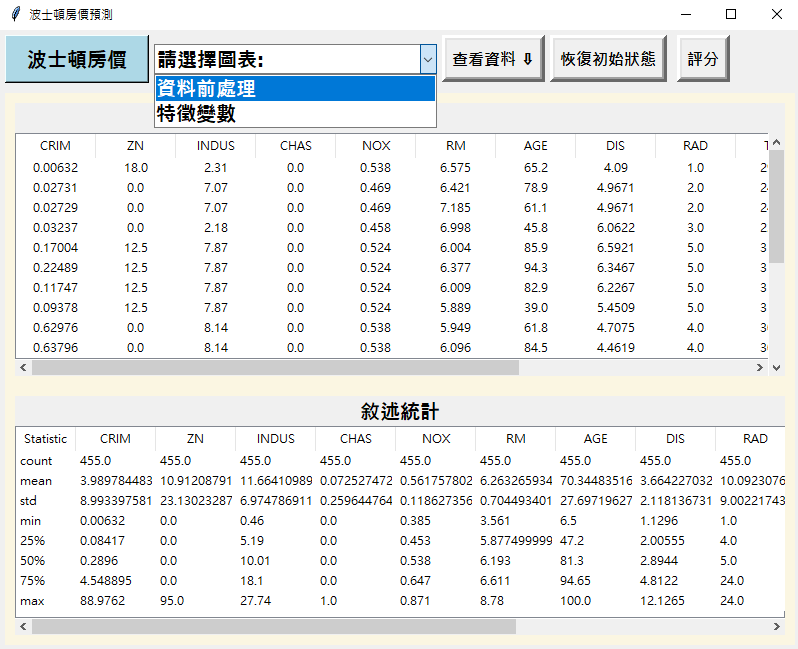 波士頓房價預測
波士頓房價 請選擇圖表: 查看資料 ⇩ 恢復初始狀態 評分
資料前處理
特徵變數
CRIM ZN INDUS CHAS NOX RM AGE DIS RAD
0.00632 18.0 2.31 0.0 0.538 6.575 65.2 4.09 1.0
0.02731 0.0 7.07 0.0 0.469 6.421 78.9 4.9671 2.0
0.02729 0.0 7.07 0.0 0.469 7.185 61.1 4.9671 2.0
0.03237 0.0 2.18 0.0 0.458 6.998 45.8 6.0622 3.0
0.17004 12.5 7.87 0.0 0.524 6.004 85.9 6.5921 5.0
0.22489 12.5 7.87 0.0 0.524 6.377 94.3 6.3467 5.0
0.11747 12.5 7.87 0.0 0.524 6.009 82.9 6.2267 5.0
0.09378 12.5 7.87 0.0 0.524 5.889 39.0 5.4509 5.0
0.62976 0.0 8.14 0.0 0.538 5.949 61.8 4.7075 4.0
0.63796 0.0 8.14 0.0 0.538 6.096 84.5 4.4619 4.0
敘述統計
Statistic CRIM ZN INDUS CHAS NOX RM AGE DIS RAD
count 455.0 455.0 455.0 455.0 455.0 455.0 455.0 455.0 455.0
mean 3.989784483 10.91208791 11.66410989 0.072527472 0.561757802 6.263265934 70.34483516 3.664227032 10.0923076
std 8.993397581 23.13023287 6.974786911 0.259644764 0.118627356 0.704493401 27.69719627 2.118136731 9.00221743
min 0.00632 0.0 0.46 0.0 0.385 3.561 6.5 1.1296 1.0
25% 0.08417 0.0 5.19 0.0 0.453 5.877499999 47.2 2.00555 4.0
50% 0.2896 0.0 10.01 0.0 0.538 6.193 81.3 2.8944 5.0
75% 4.548895 0.0 18.1 0.0 0.647 6.611 94.65 4.8122 24.0
max 88.9762 95.0 27.74 1.0 0.871 8.78 100.0 12.1265 24.0